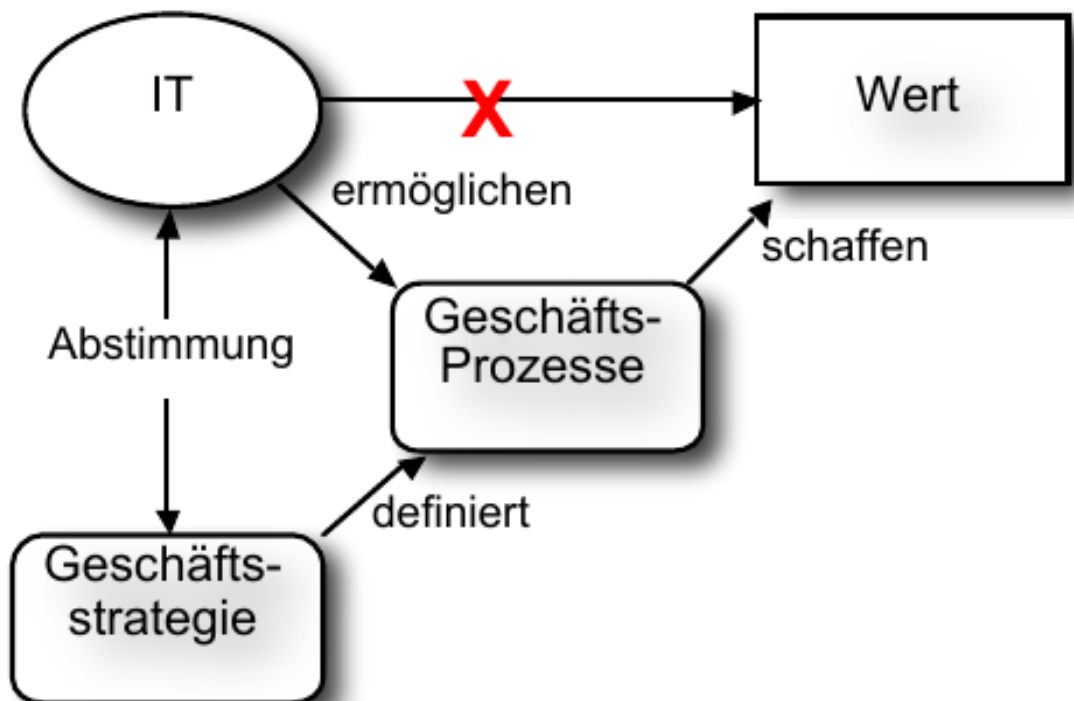 IT
Wert
X
ermöglichen
schaffen
Geschäfts-
Prozesse
Abstimmung
definiert
Geschäfts-
strategie